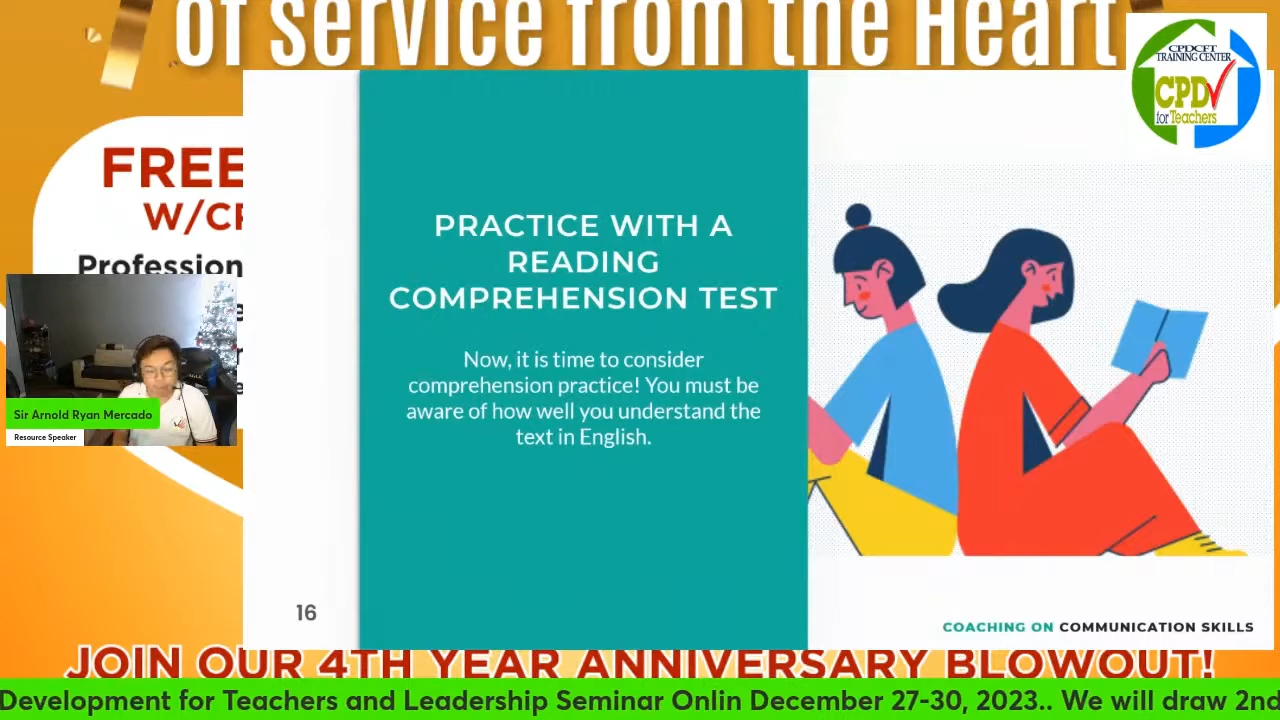 of service from the Heart
CPDCFT
TRAINING CENTER
CPD
for Teachers
FREE
W/CP
Profession
PRACTICE WITH A
READING
COMPREHENSION TEST
Now, it is time to consider
comprehension practice! You must be
aware of how well you understand the
text in English.
Sir Arnold Ryan Mercado
Resource Speaker
16
COACHING ON COMMUNICATION SKILLS
JOIN OUR 4TH YEAR ANNIVERSARY BLOWOUT!
Development for Teachers and Leadership Seminar Onlin December 27-30, 2023.. We will draw 2nd